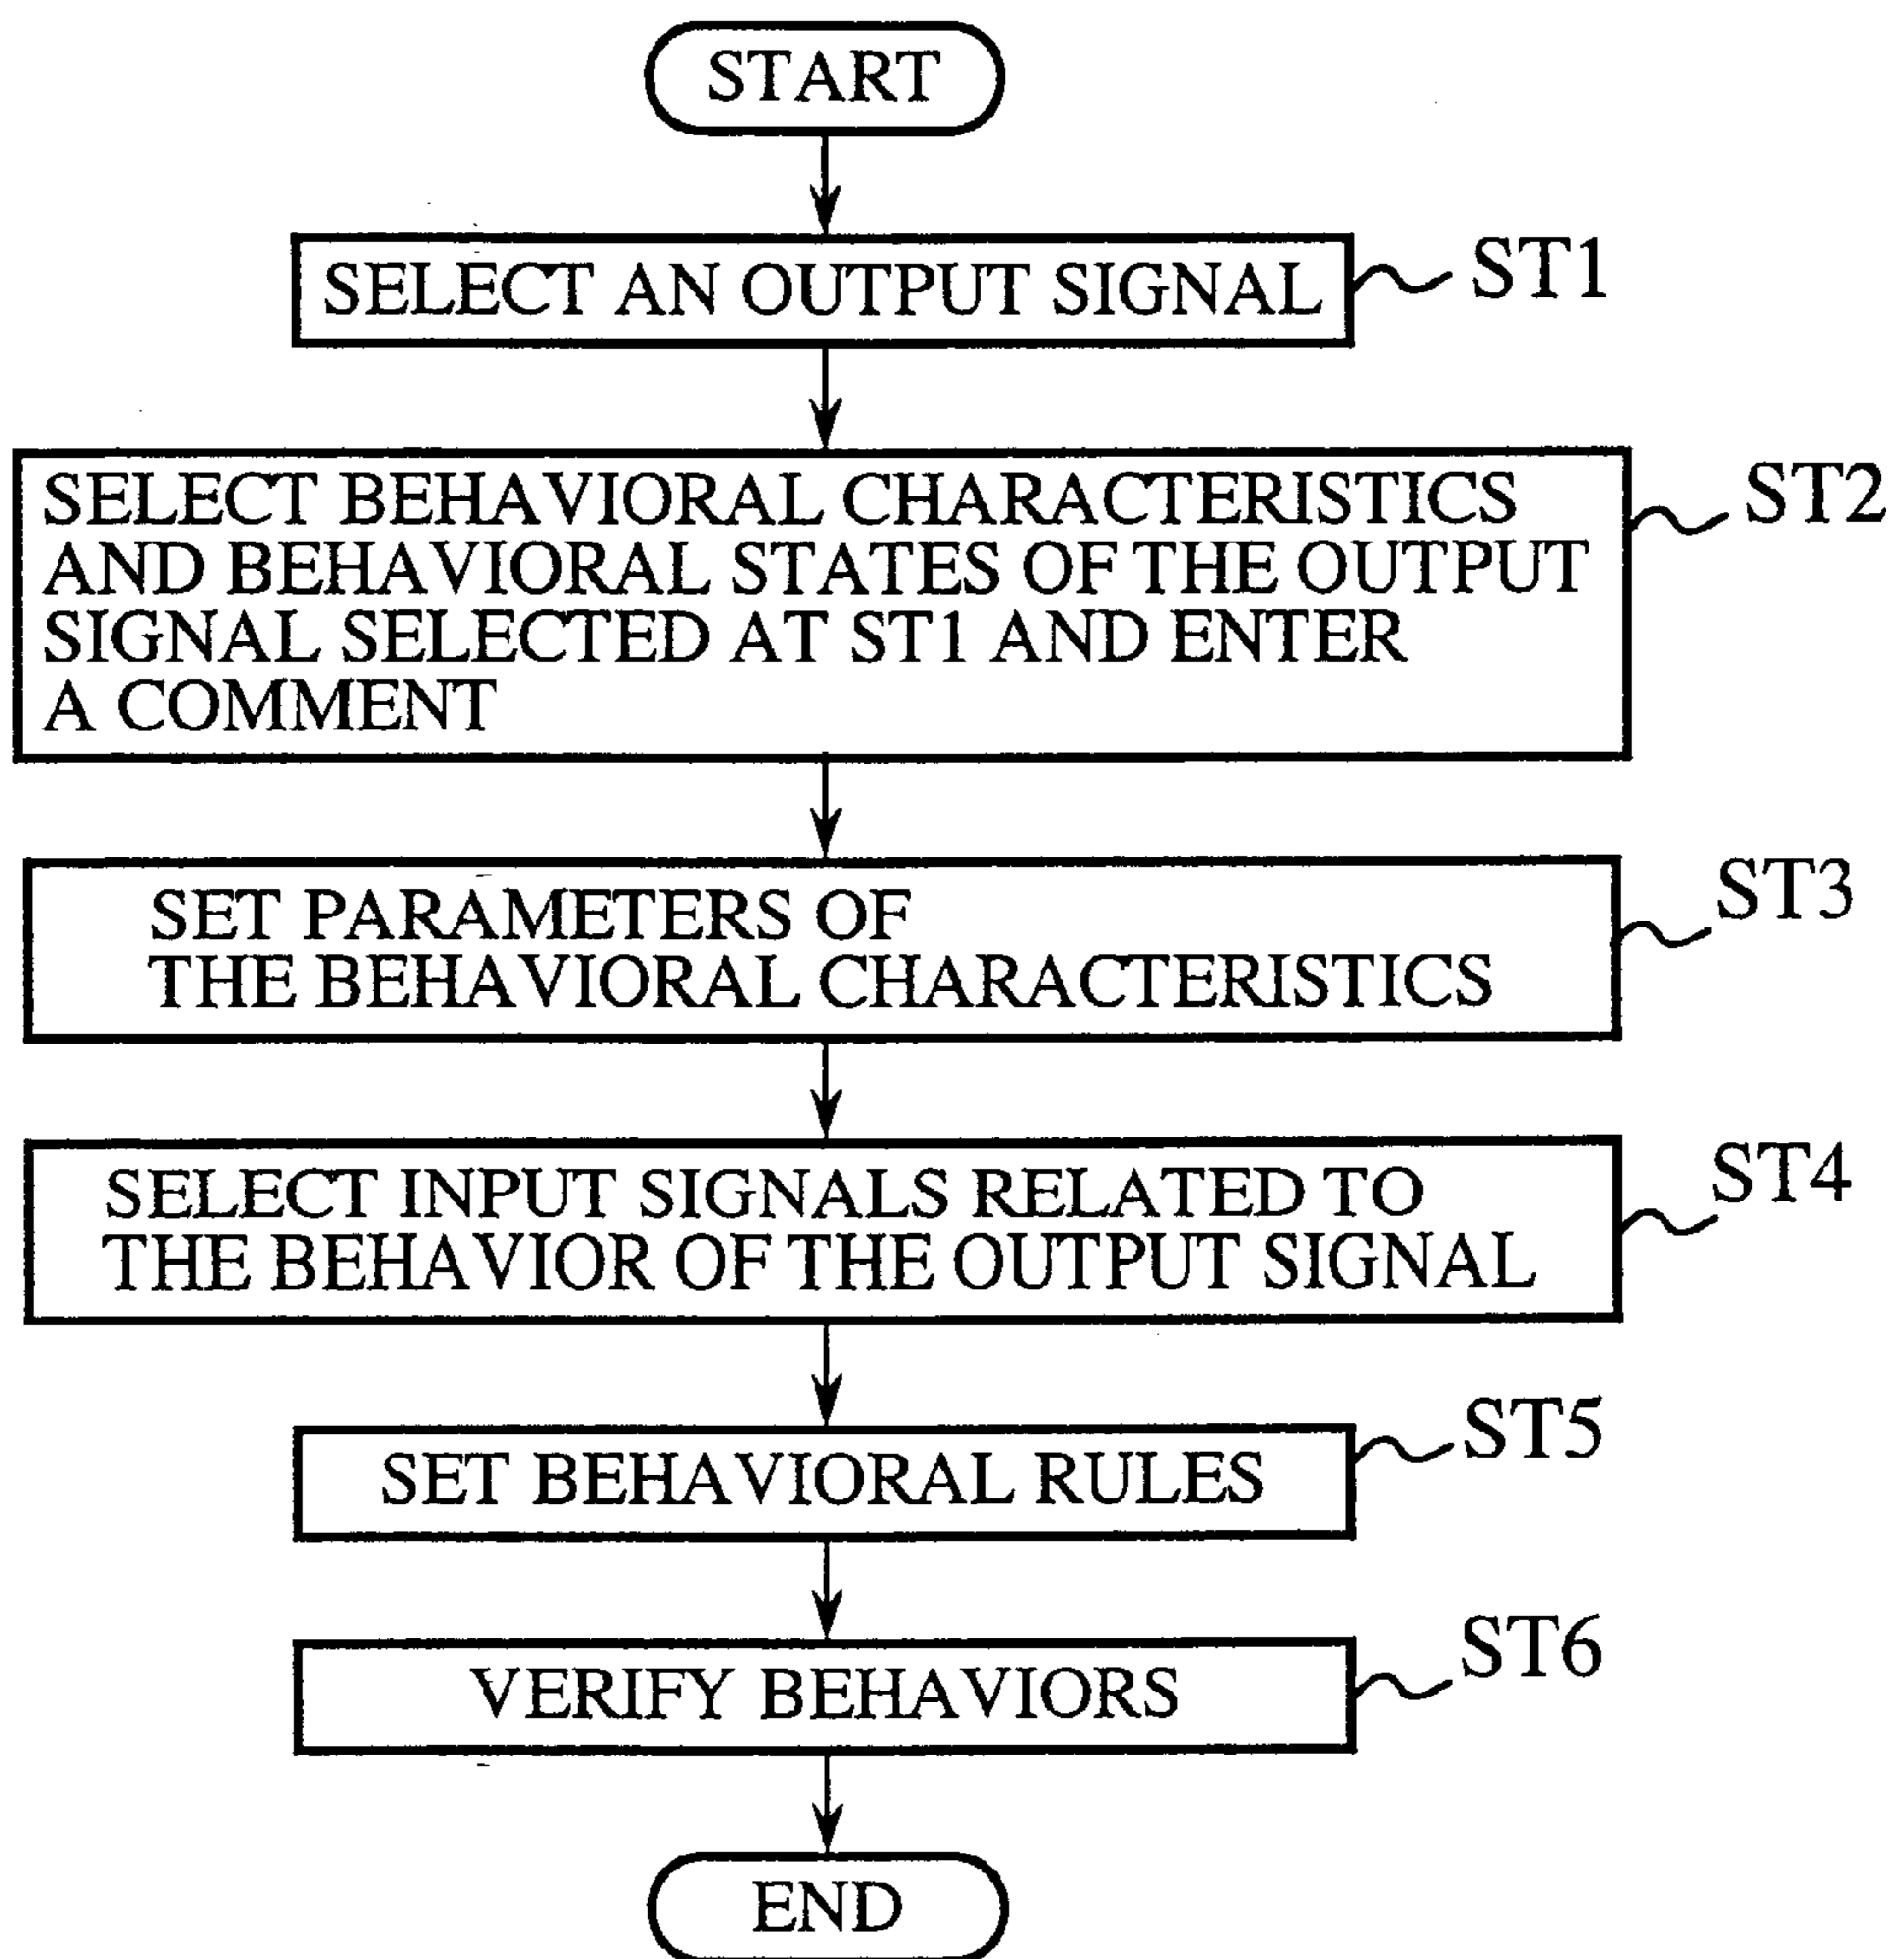 START
SELECT AN OUTPUT SIGNAL
ST1
SELECT BEHAVIORAL CHARACTERISTICS
AND BEHAVIORAL STATES OF THE OUTPUT
SIGNAL SELECTED AT ST1 AND ENTER
A COMMENT
ST2
SET PARAMETERS OF
THE BEHAVIORAL CHARACTERISTICS
ST3
SELECT INPUT SIGNALS RELATED TO
THE BEHAVIOR OF THE OUTPUT SIGNAL
ST4
SET BEHAVIORAL RULES
ST5
VERIFY BEHAVIORS
ST6
END